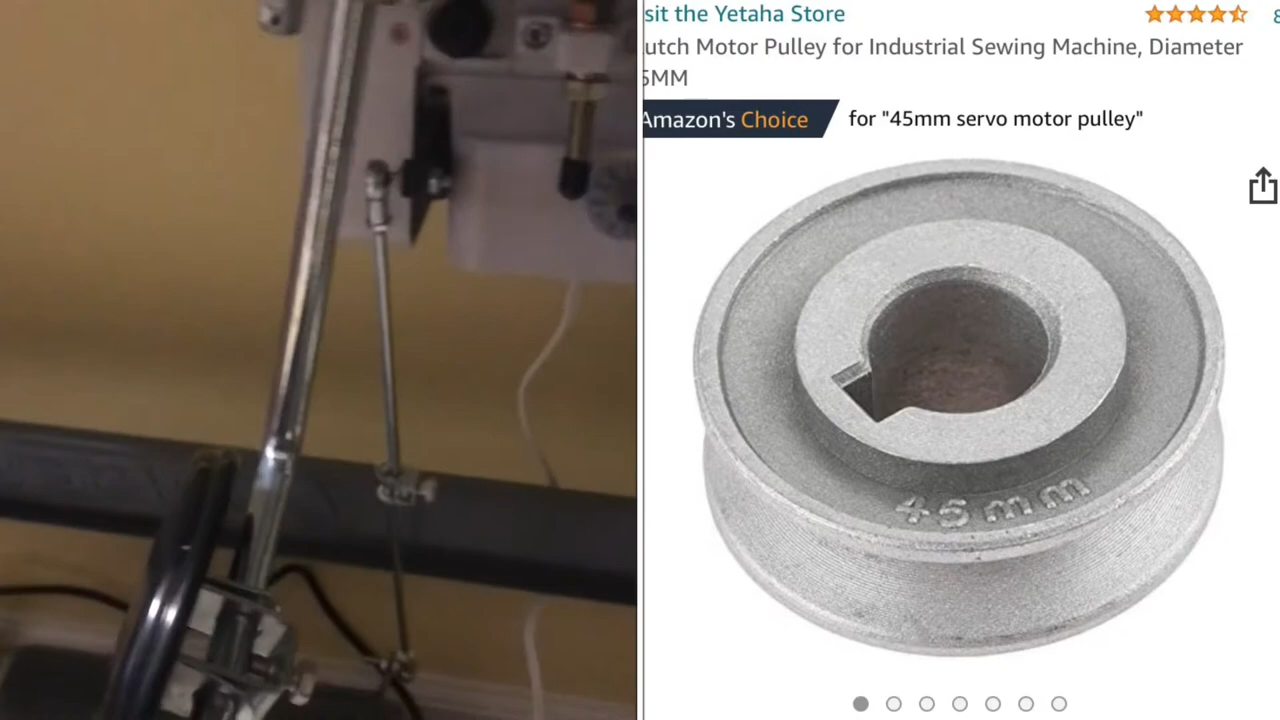 sit the Yetaha Store
utch Motor Pulley for Industrial Sewing Machine, Diameter
5MM
Amazon's Choice for "45mm servo motor pulley"
45mm